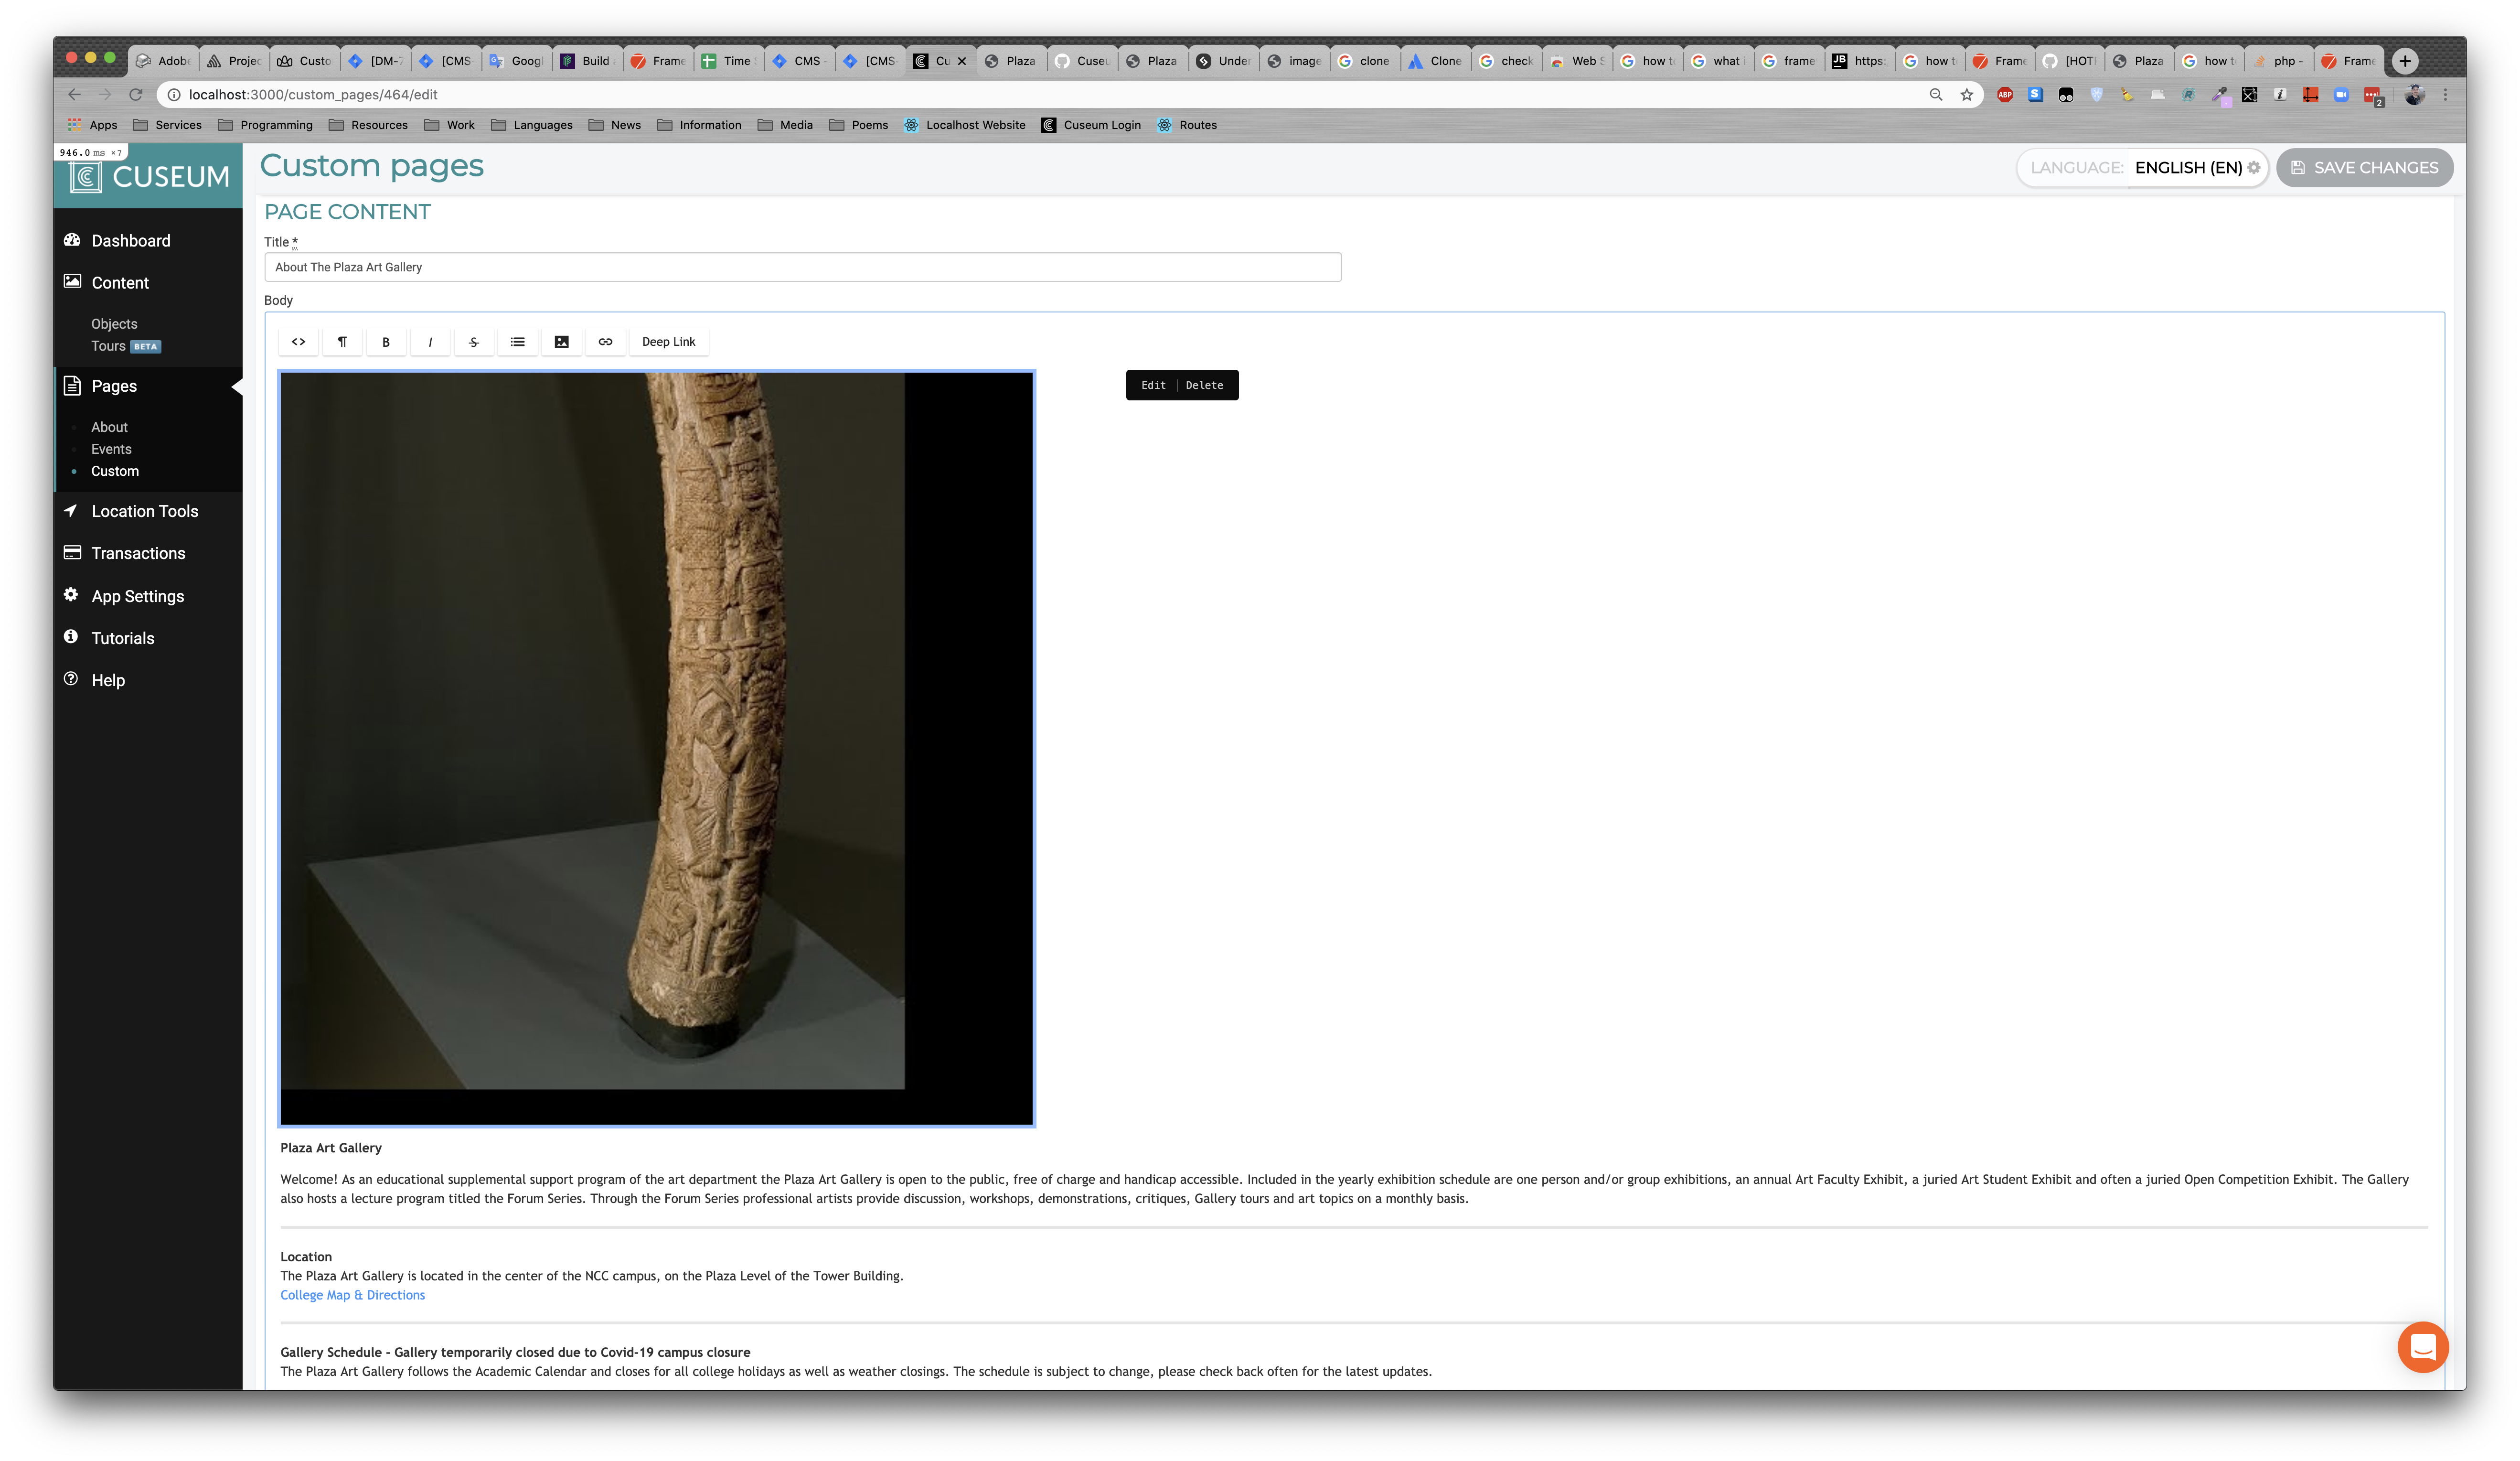 Adobe Projec Custo [DM-7 [CMS Googl Build Frame Time CMS - [CMS- Cu Plaza Cuseu Plaza Under image clone Clone check Web S how to what i frame https: how to Frame [HOTF Plaza how to php - Frame
localhost:3000/custom_pages/464/edit
ABP
2
Apps Services Programming Resources Work Languages News Information Media Poems Localhost Website Cuseum Login Routes
946.0 ms ×7
CUSEUM
Custom pages
LANGUAGE: ENGLISH (EN)
SAVE CHANGES
Dashboard
Content
Objects
Tours BETA
Pages
About
Events
Custom
Location Tools
Transactions
App Settings
Tutorials
Help
PAGE CONTENT
Title *
About The Plaza Art Gallery
Body
<> ¶ B I S Deep Link
Edit | Delete
Plaza Art Gallery
Welcome! As an educational supplemental support program of the art department the Plaza Art Gallery is open to the public, free of charge and handicap accessible. Included in the yearly exhibition schedule are one person and/or group exhibitions, an annual Art Faculty Exhibit, a juried Art Student Exhibit and often a juried Open Competition Exhibit. The Gallery
also hosts a lecture program titled the Forum Series. Through the Forum Series professional artists provide discussion, workshops, demonstrations, critiques, Gallery tours and art topics on a monthly basis.
Location
The Plaza Art Gallery is located in the center of the NCC campus, on the Plaza Level of the Tower Building.
College Map & Directions
Gallery Schedule - Gallery temporarily closed due to Covid-19 campus closure
The Plaza Art Gallery follows the Academic Calendar and closes for all college holidays as well as weather closings. The schedule is subject to change, please check back often for the latest updates.